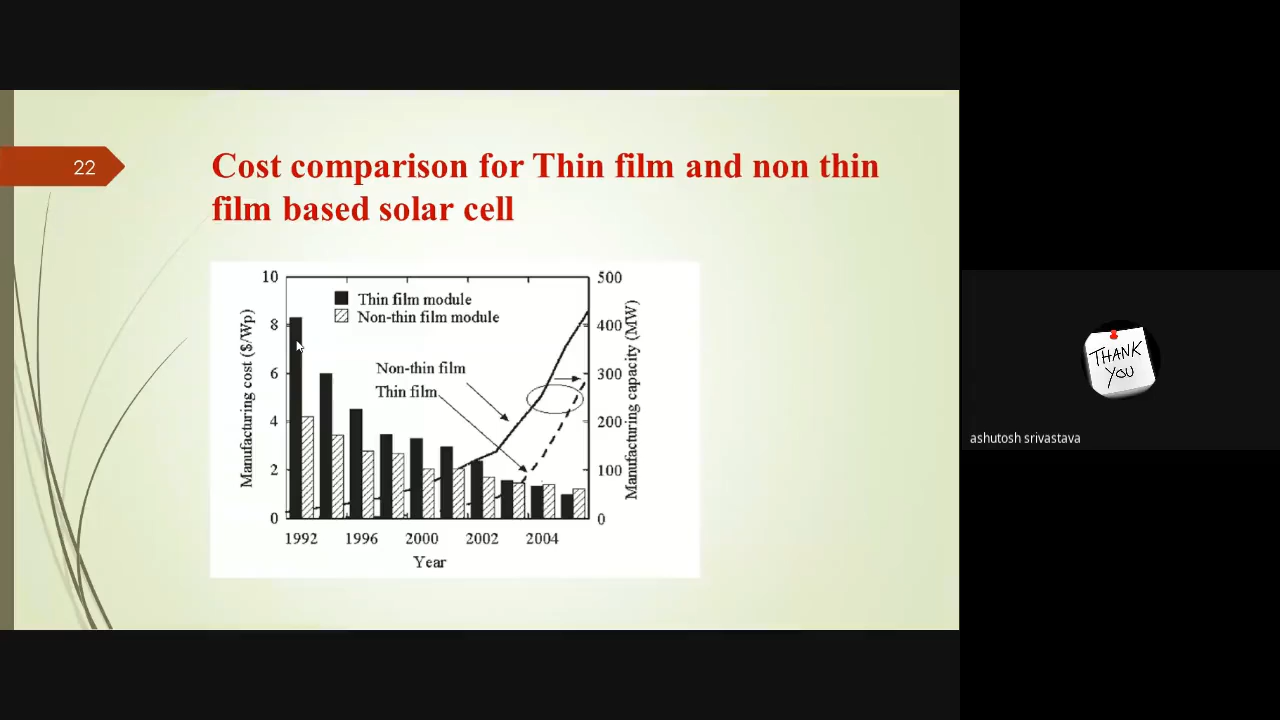 22
Cost comparison for Thin film and non thin
film based solar cell
10
8
6
4
2
0
Manufacturing cost ($/Wp)
Thin film module
Non-thin film module
Non-thin film
Thin film
500
400
300
200
100
0
Manufacturing capacity (MW)
1992 1996 2000 2002 2004
Year
THANK
YOU
ashutosh srivastava